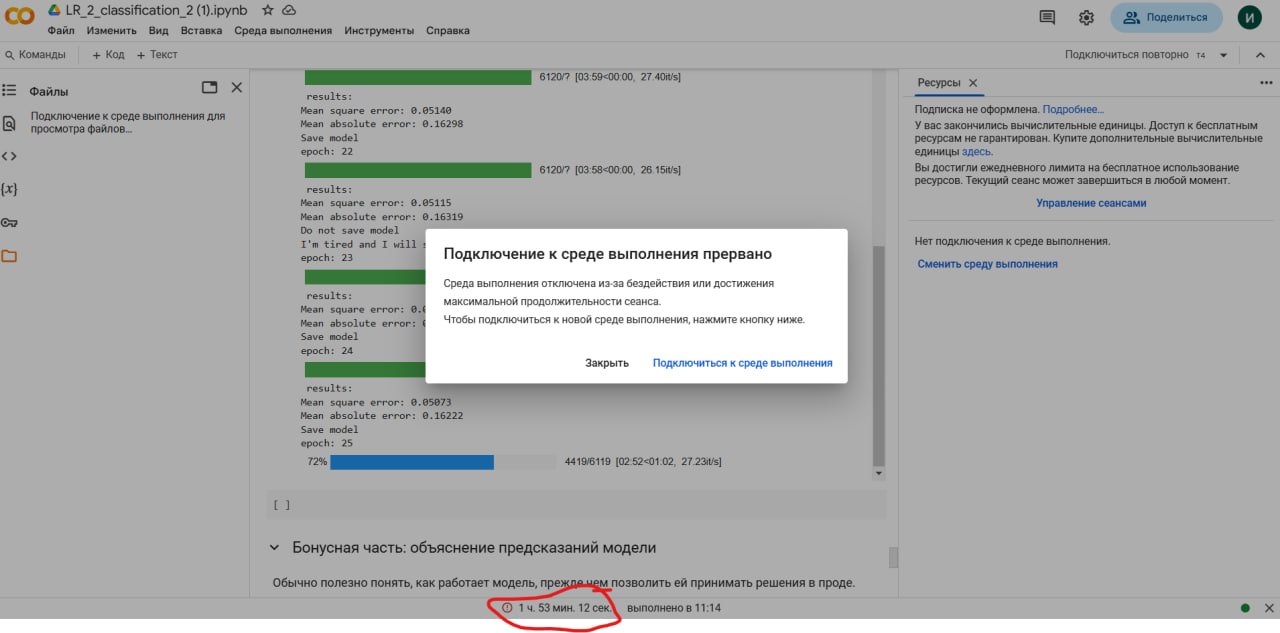 LR_2_classification_2 (1).ipynb
Файл Изменить Вид Вставка Среда выполнения Инструменты Справка
Поделиться
И
Команды + Код + Текст
Подключиться повторно T4
Файлы
Подключение к среде выполнения для
просмотра файлов...
6120/? [03:59<00:00, 27.40it/s]
results:
Mean square error: 0.05140
Mean absolute error: 0.16298
Save model
epoch: 22
6120/? [03:58<00:00, 26.15it/s]
results:
Mean square error: 0.05115
Mean absolute error: 0.16319
Do not save model
I'm tired and I will
epoch: 23
results:
Mean square error: 0.
Mean absolute error:
Save model
epoch: 24
results:
Mean square error: 0.05073
Mean absolute error: 0.16222
Save model
epoch: 25
72% 4419/6119 [02:52<01:02, 27.23it/s]
[ ]
Бонусная часть: объяснение предсказаний модели
Обычно полезно понять, как работает модель, прежде чем позволить ей принимать решения в проде.
Подключение к среде выполнения прервано
Среда выполнения отключена из-за бездействия или достижения
максимальной продолжительности сеанса.
Чтобы подключиться к новой среде выполнения, нажмите кнопку ниже.
Закрыть Подключиться к среде выполнения
Ресурсы
Подписка не оформлена. Подробнее...
У вас закончились вычислительные единицы. Доступ к бесплатным
ресурсам не гарантирован. Купите дополнительные вычислительные
единицы здесь.
Вы достигли ежедневного лимита на бесплатное использование
ресурсов. Текущий сеанс может завершиться в любой момент.
Управление сеансами
Нет подключения к среде выполнения.
Сменить среду выполнения
1 ч. 53 мин. 12 сек. выполнено в 11:14